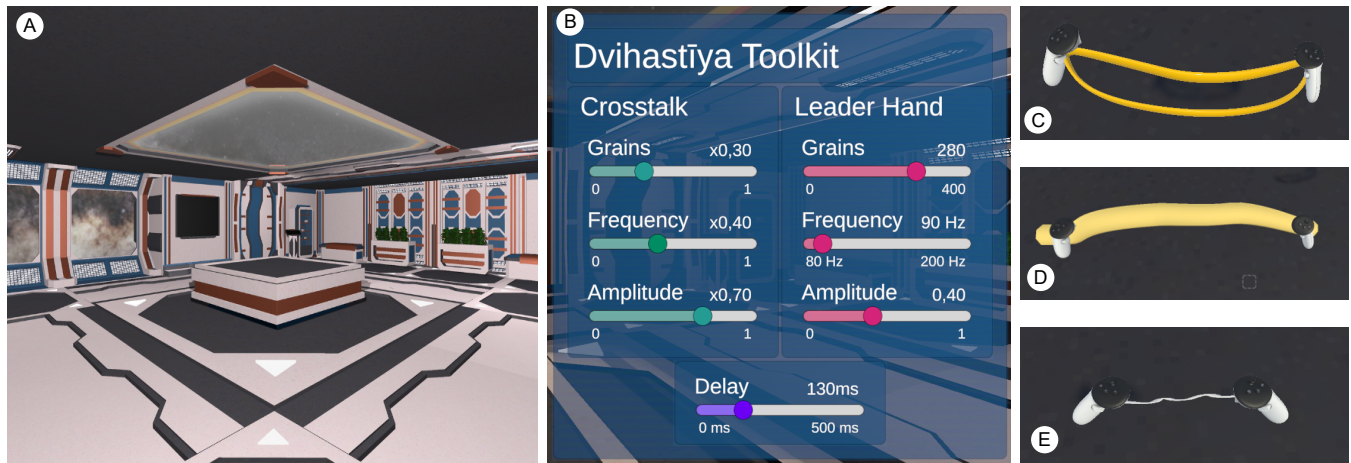 A
B
Dvihastīya Toolkit
Crosstalk
Grains x0,30
0 1
Frequency x0,40
0 1
Amplitude x0,70
0 1
Leader Hand
Grains 280
0 400
Frequency 90 Hz
80 Hz 200 Hz
Amplitude 0,40
0 1
Delay 130ms
0 ms 500 ms
C
D
E